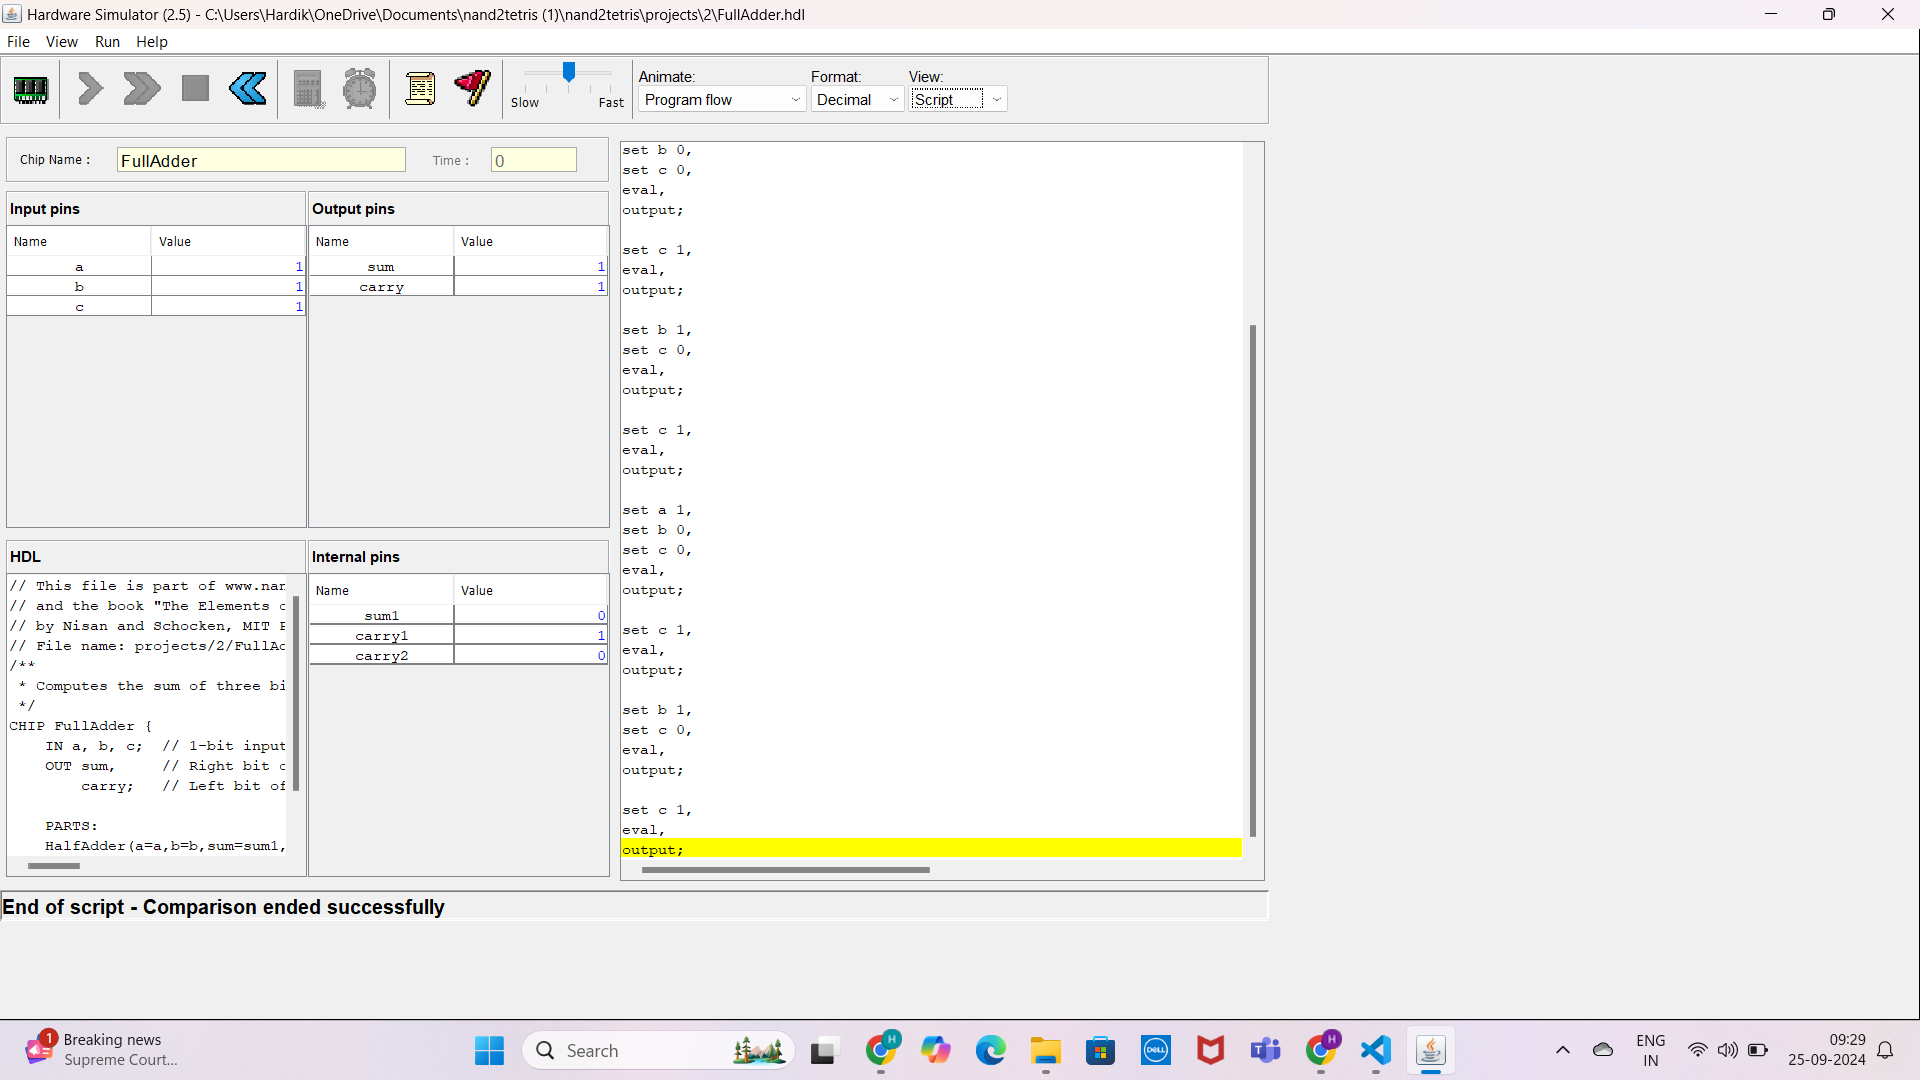 Hardware Simulator (2.5) - C:\Users\Hardik\OneDrive\Documents\nand2tetris (1)\nand2tetris\projects\2\FullAdder.hdl
File View Run Help
Slow Fast
Animate: Format: View:
Program flow Decimal Script
Chip Name : FullAdder Time : 0
Input pins
Name Value
a 1
b 1
c 1
Output pins
Name Value
sum 1
carry 1
HDL
// This file is part of www.nan
// and the book "The Elements o
// by Nisan and Schocken, MIT P
// File name: projects/2/FullAd
/**
* Computes the sum of three bi
*/
CHIP FullAdder {
IN a, b, c; // 1-bit input
OUT sum, // Right bit o
carry; // Left bit of
PARTS:
HalfAdder(a=a,b=b,sum=sum1,
Internal pins
Name Value
sum1 0
carry1 1
carry2 0
set b 0,
set c 0,
eval,
output;
set c 1,
eval,
output;
set b 1,
set c 0,
eval,
output;
set c 1,
eval,
output;
set a 1,
set b 0,
set c 0,
eval,
output;
set c 1,
eval,
output;
set b 1,
set c 0,
eval,
output;
set c 1,
eval,
output;
End of script - Comparison ended successfully
1
Breaking news
Supreme Court...
Search
H
DELL
H
ENG
IN
09:29
25-09-2024